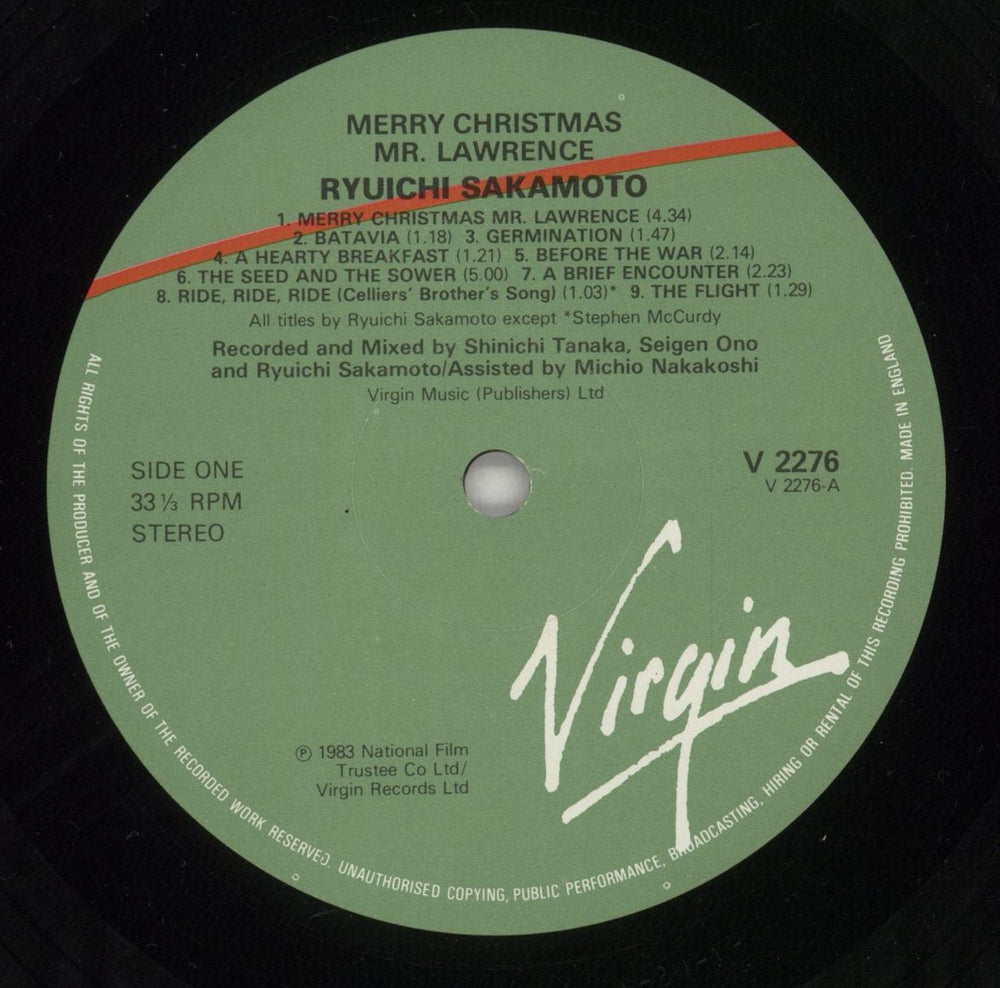 MERRY CHRISTMAS
MR. LAWRENCE
RYUICHI SAKAMOTO
1. MERRY CHRISTMAS MR. LAWRENCE (4.34)
2. BATAVIA (1.18) 3. GERMINATION (1.47)
4. A HEARTY BREAKFAST (1.21) 5. BEFORE THE WAR (2.14)
6. THE SEED AND THE SOWER (5.00) 7. A BRIEF ENCOUNTER (2.23)
8. RIDE, RIDE, RIDE (Celliers' Brother's Song) (1.03)* 9. THE FLIGHT (1.29)
All titles by Ryuichi Sakamoto except *Stephen McCurdy
Recorded and Mixed by Shinichi Tanaka, Seigen Ono
and Ryuichi Sakamoto/Assisted by Michio Nakakoshi
Virgin Music (Publishers) Ltd
SIDE ONE
33⅓ RPM
STEREO
V 2276
V 2276-A
Virgin
Ⓟ 1983 National Film
Trustee Co Ltd/
Virgin Records Ltd
ALL RIGHTS OF THE PRODUCER AND OF THE OWNER OF THE RECORDED WORK RESERVED. UNAUTHORISED COPYING, PUBLIC PERFORMANCE, BROADCASTING, HIRING OR RENTAL OF THIS RECORDING PROHIBITED. MADE IN ENGLAND